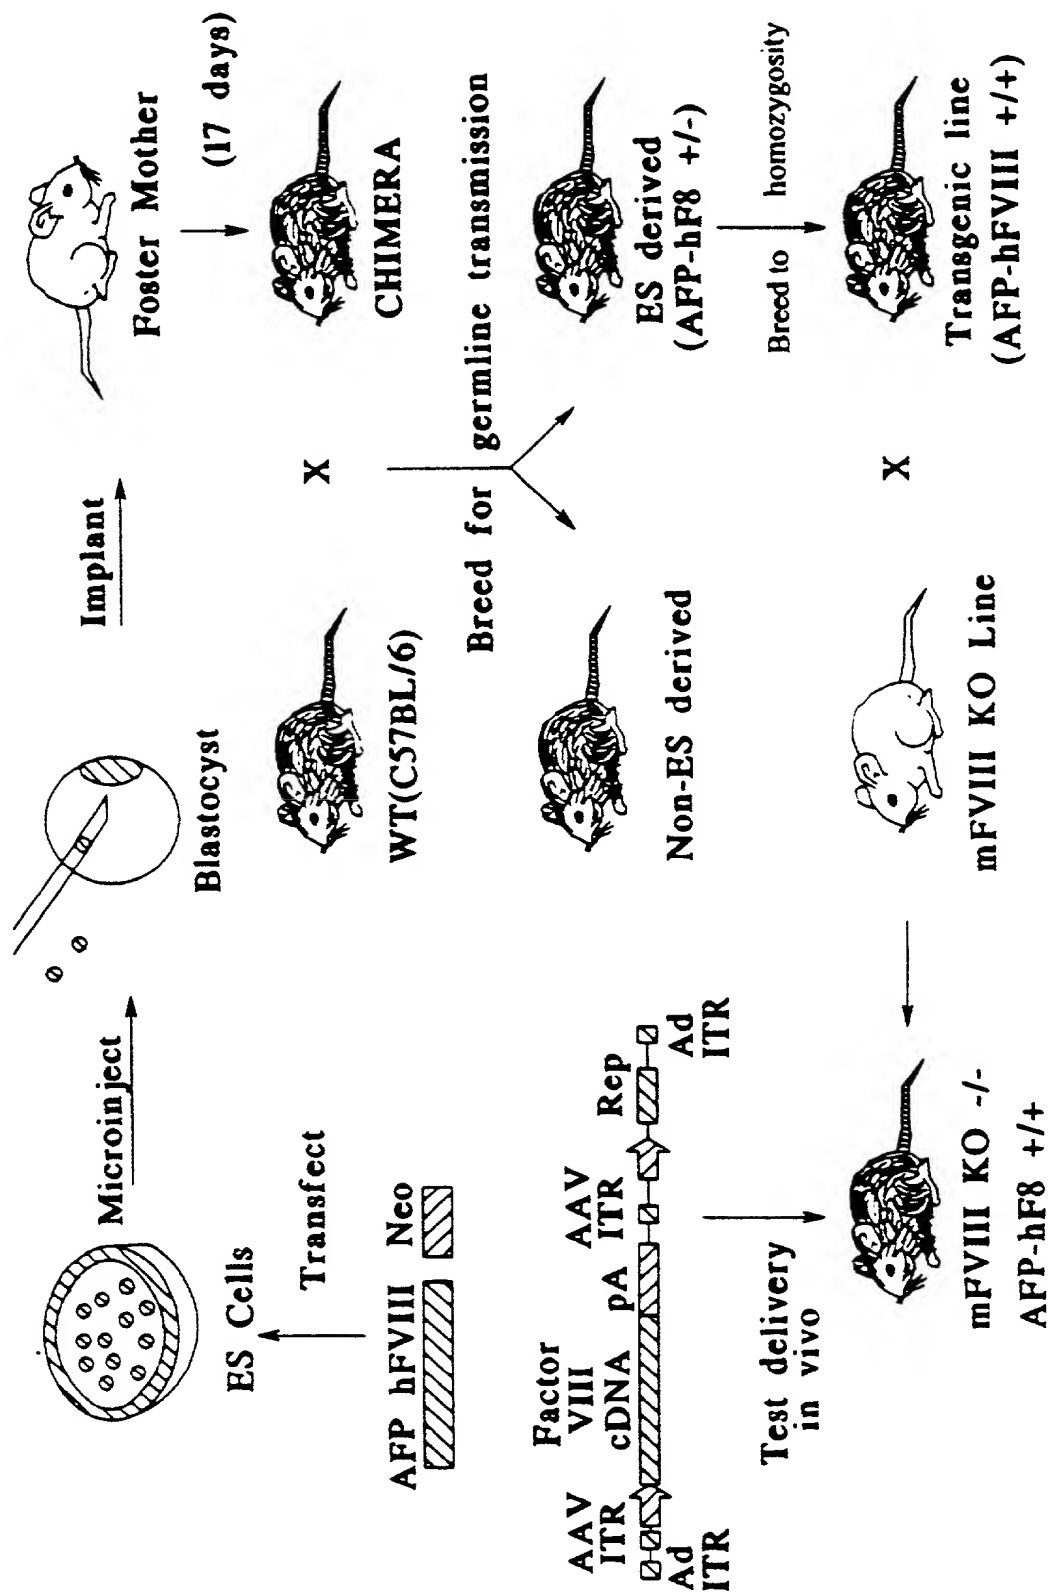 Microinject
Implant
ES Cells
Blastocyst
Foster Mother
Transfect
(17 days)
AFP hFVIII Neo
WT(C57BL/6)
X
CHIMERA
Breed for germline transmission
Factor
VIII
cDNA
AAV
ITR
pA
AAV
ITR
Rep
Ad
ITR
Ad
ITR
Non-ES derived
ES derived
(AFP-hF8 +/-)
Test delivery
in vivo
Breed to homozygosity
X
mFVIII KO -/-
AFP-hF8 +/+
mFVIII KO Line
Transgenic line
(AFP-hFVIII +/+)